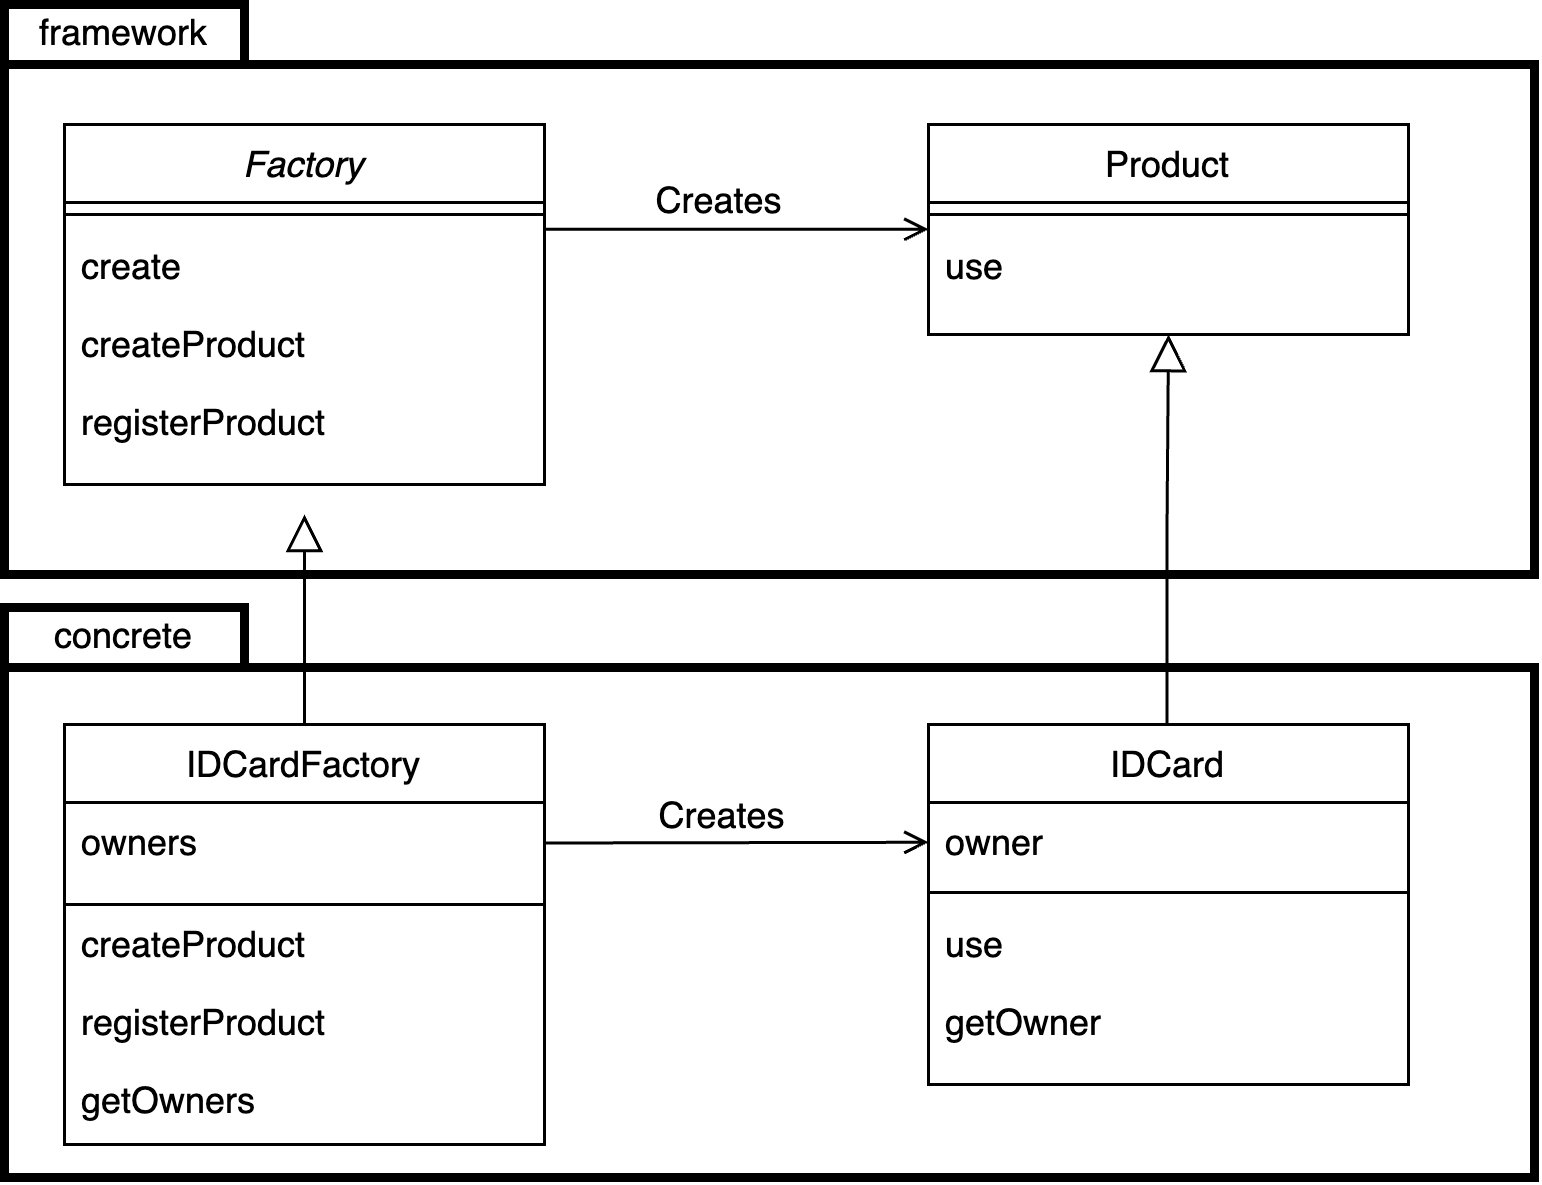 framework
Factory
create
createProduct
registerProduct
Creates
Product
use
concrete
IDCardFactory
owners
createProduct
registerProduct
getOwners
Creates
IDCard
owner
use
getOwner